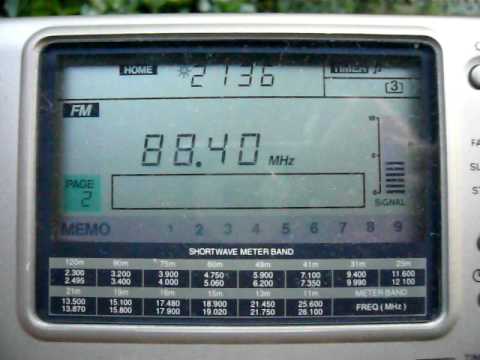 HOME 2136 TIMER
3
FM
88.40 MHz
10
0
PAGE
2
SIGNAL
MEMO 1 2 3 4 5 6 7 8 9
SHORTWAVE METER BAND
120m 90m 75m 60m 49m 41m 31m 25m
2.300 3.200 3.900 4.750 5.900 7.100 9.400 11.600
2.495 3.400 4.000 5.060 6.200 7.350 9.990 12.100
21m 19m 16m 15m 13m 11m METER BAND
13.500 15.100 17.480 18.900 21.450 25.600 FREQ ( MHz )
13.870 15.800 17.900 19.020 21.750 26.100